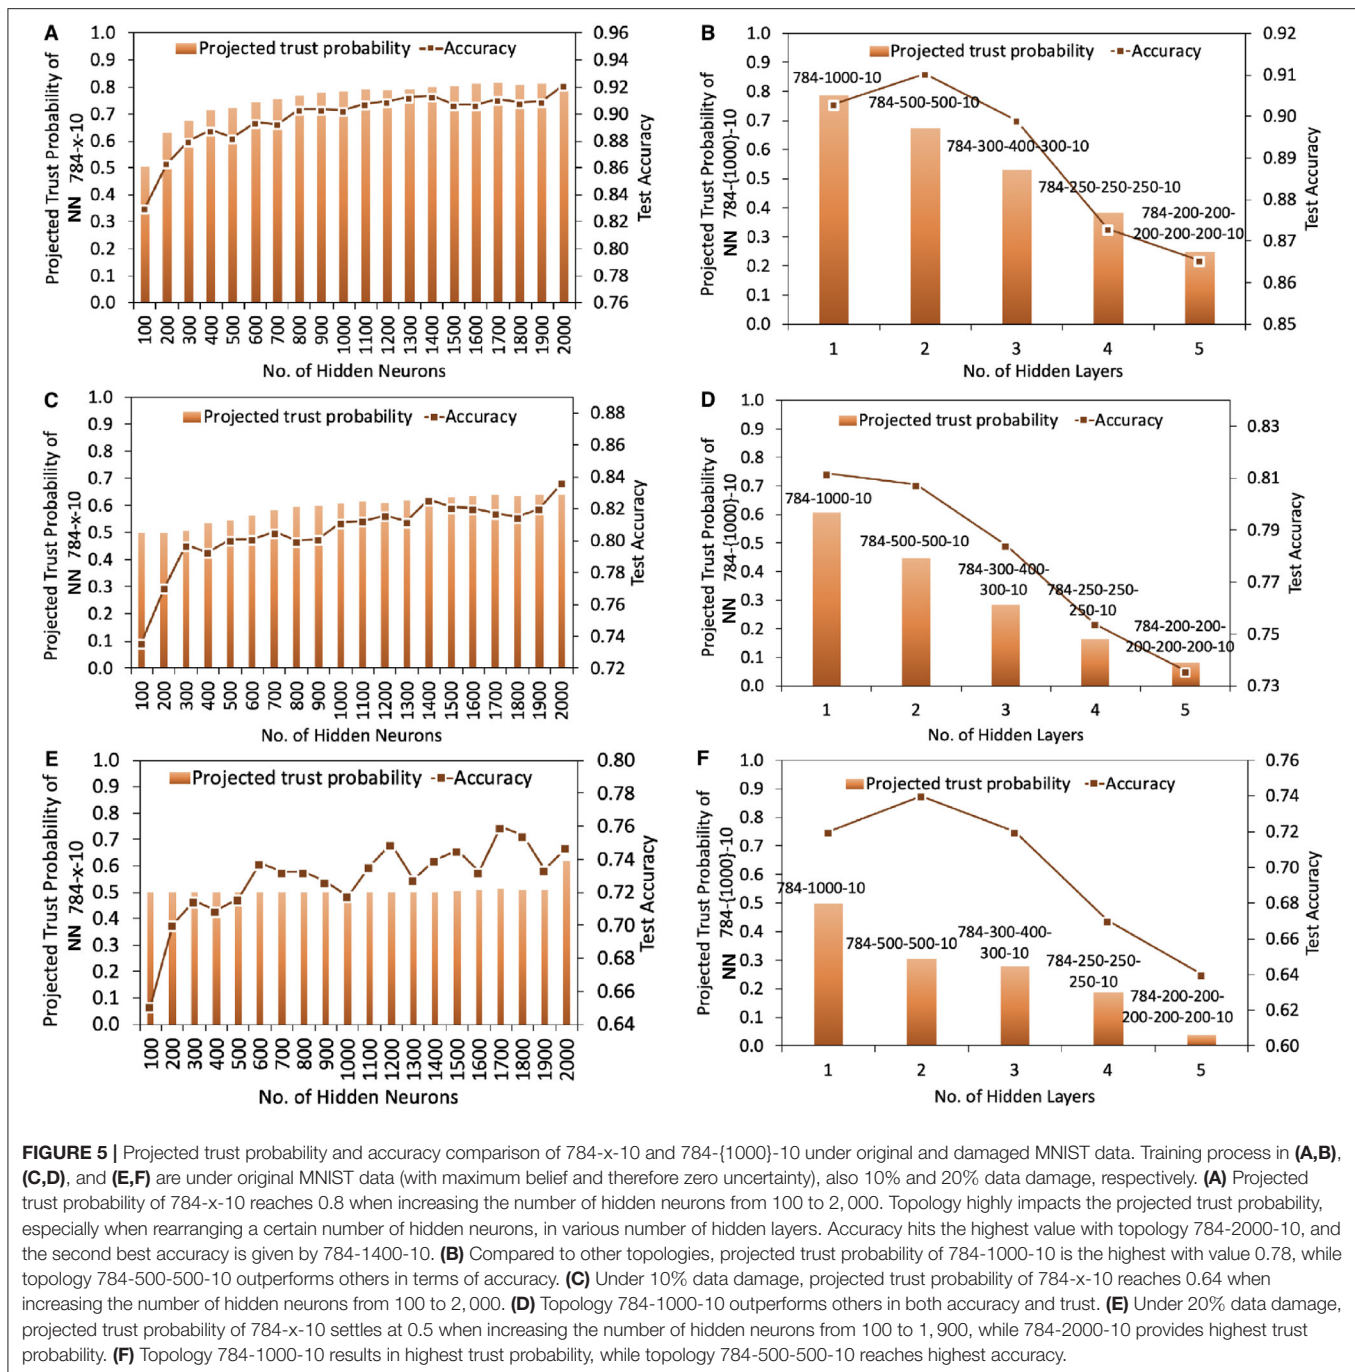 A
Projected trust probability
Accuracy
Projected Trust Probability of
NN 784-x-10
1.0
0.9
0.8
0.7
0.6
0.5
0.4
0.3
0.2
0.1
0.0
0.96
0.94
0.92
0.90
0.88
0.86
0.84
0.82
0.80
0.78
0.76
Test Accuracy
100 200 300 400 500 600 700 800 900 1000 1100 1200 1300 1400 1500 1600 1700 1800 1900 2000
No. of Hidden Neurons
B
Projected trust probability
Accuracy
Projected Trust Probability of
NN 784-{1000}-10
1.0
0.9
0.8
0.7
0.6
0.5
0.4
0.3
0.2
0.1
0.0
784-1000-10
784-500-500-10
784-300-400-300-10
784-250-250-250-10
784-200-200-
200-200-200-10
0.92
0.91
0.90
0.89
0.88
0.87
0.86
0.85
Test Accuracy
1 2 3 4 5
No. of Hidden Layers
C
Projected trust probability
Accuracy
Projected Trust Probability of
NN 784-x-10
1.0
0.9
0.8
0.7
0.6
0.5
0.4
0.3
0.2
0.1
0.0
0.88
0.86
0.84
0.82
0.80
0.78
0.76
0.74
0.72
Test Accuracy
100 200 300 400 500 600 700 800 900 1000 1100 1200 1300 1400 1500 1600 1700 1800 1900 2000
No. of Hidden Neurons
D
Projected trust probability
Accuracy
Projected Trust Probability of
NN 784-{1000}-10
1.0
0.9
0.8
0.7
0.6
0.5
0.4
0.3
0.2
0.1
0.0
784-1000-10
784-500-500-10
784-300-400-
300-10
784-250-250-
250-10
784-200-200-
200-200-200-10
0.83
0.81
0.79
0.77
0.75
0.73
Test Accuracy
1 2 3 4 5
No. of Hidden Layers
E
Projected trust probability
Accuracy
Projected Trust Probability of
NN 784-x-10
1.0
0.9
0.8
0.7
0.6
0.5
0.4
0.3
0.2
0.1
0.0
0.80
0.78
0.76
0.74
0.72
0.70
0.68
0.66
0.64
Test Accuracy
100 200 300 400 500 600 700 800 900 1000 1100 1200 1300 1400 1500 1600 1700 1800 1900 2000
No. of Hidden Neurons
F
Projected trust probability
Accuracy
Projected Trust Probability of
NN 784-{1000}-10
1.0
0.9
0.8
0.7
0.6
0.5
0.4
0.3
0.2
0.1
0.0
784-1000-10
784-500-500-10
784-300-400-
300-10
784-250-250-
250-10
784-200-200-
200-200-200-10
0.76
0.74
0.72
0.70
0.68
0.66
0.64
0.62
0.60
Test Accuracy
1 2 3 4 5
No. of Hidden Layers
FIGURE 5 | Projected trust probability and accuracy comparison of 784-x-10 and 784-{1000}-10 under original and damaged MNIST data. Training process in (A,B),
(C,D), and (E,F) are under original MNIST data (with maximum belief and therefore zero uncertainty), also 10% and 20% data damage, respectively. (A) Projected
trust probability of 784-x-10 reaches 0.8 when increasing the number of hidden neurons from 100 to 2, 000. Topology highly impacts the projected trust probability,
especially when rearranging a certain number of hidden neurons, in various number of hidden layers. Accuracy hits the highest value with topology 784-2000-10, and
the second best accuracy is given by 784-1400-10. (B) Compared to other topologies, projected trust probability of 784-1000-10 is the highest with value 0.78, while
topology 784-500-500-10 outperforms others in terms of accuracy. (C) Under 10% data damage, projected trust probability of 784-x-10 reaches 0.64 when
increasing the number of hidden neurons from 100 to 2, 000. (D) Topology 784-1000-10 outperforms others in both accuracy and trust. (E) Under 20% data damage,
projected trust probability of 784-x-10 settles at 0.5 when increasing the number of hidden neurons from 100 to 1, 900, while 784-2000-10 provides highest trust
probability. (F) Topology 784-1000-10 results in highest trust probability, while topology 784-500-500-10 reaches highest accuracy.